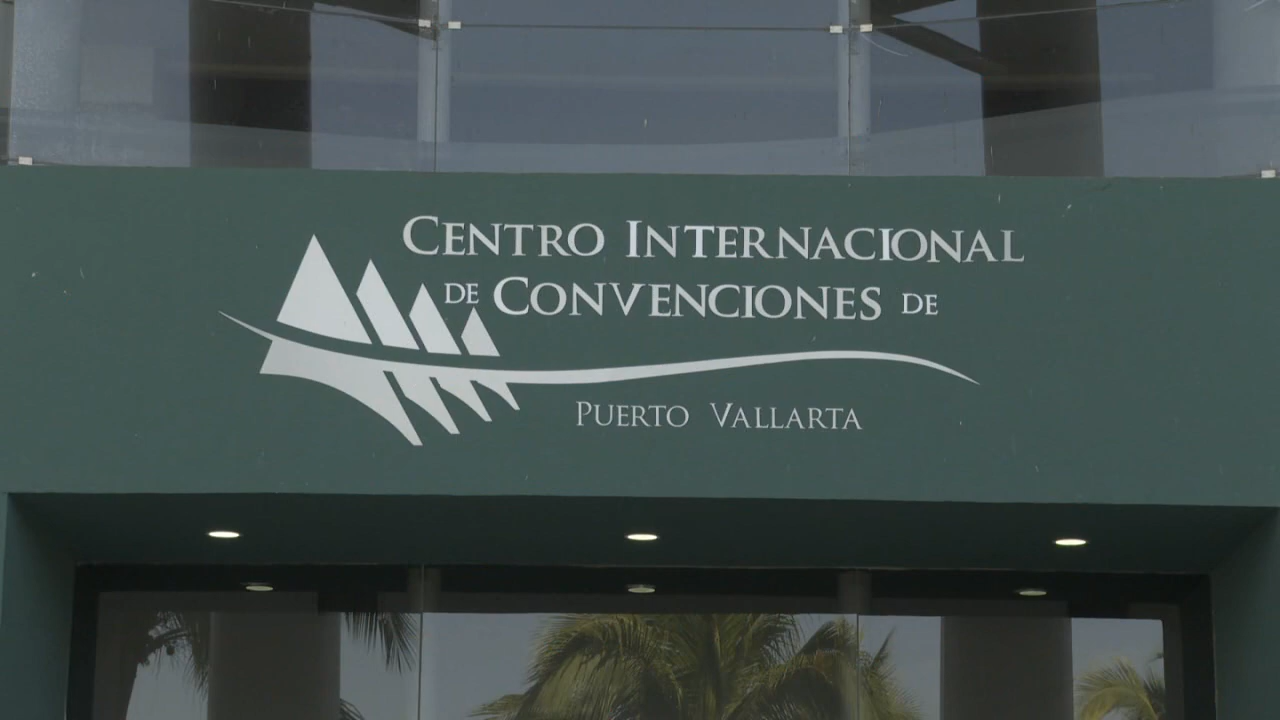 Centro Internacional
de Convenciones de
Puerto Vallarta